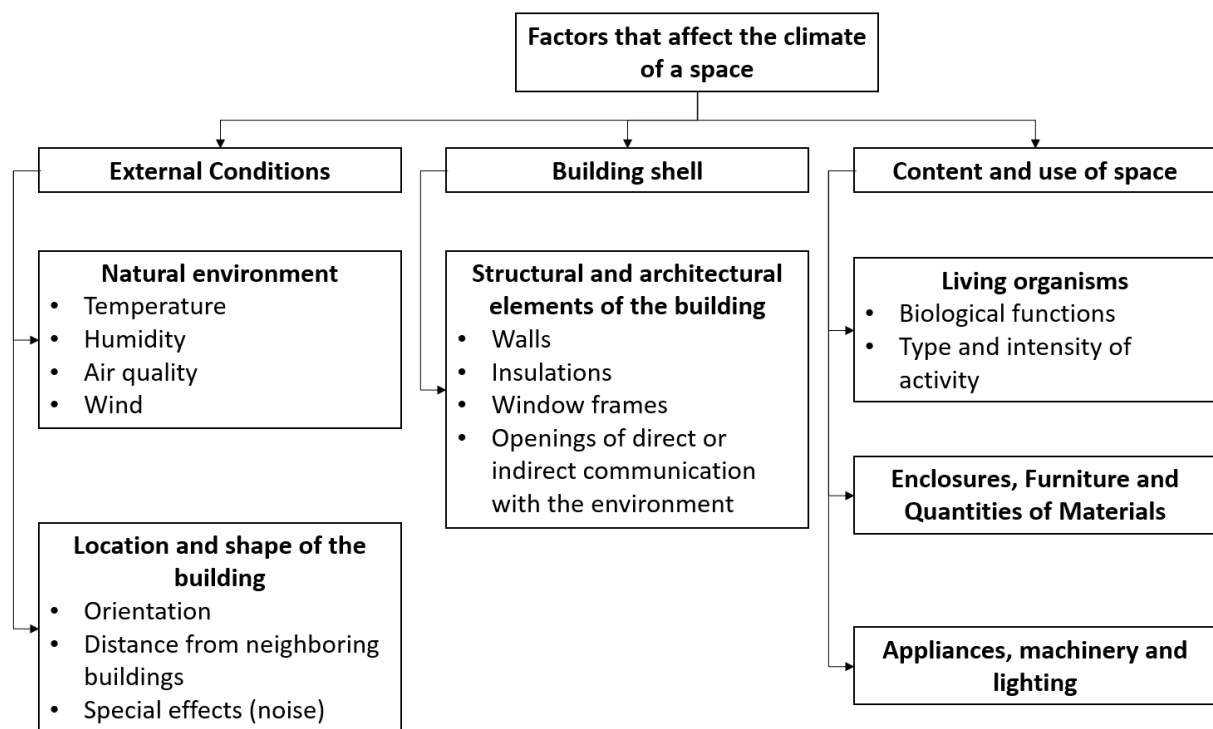 Factors that affect the climate
of a space
External Conditions
Natural environment
• Temperature
• Humidity
• Air quality
• Wind
Location and shape of the
building
• Orientation
• Distance from neighboring
buildings
• Special effects (noise)
Building shell
Structural and architectural
elements of the building
• Walls
• Insulations
• Window frames
• Openings of direct or
indirect communication
with the environment
Content and use of space
Living organisms
• Biological functions
• Type and intensity of
activity
Enclosures, Furniture and
Quantities of Materials
Appliances, machinery and
lighting